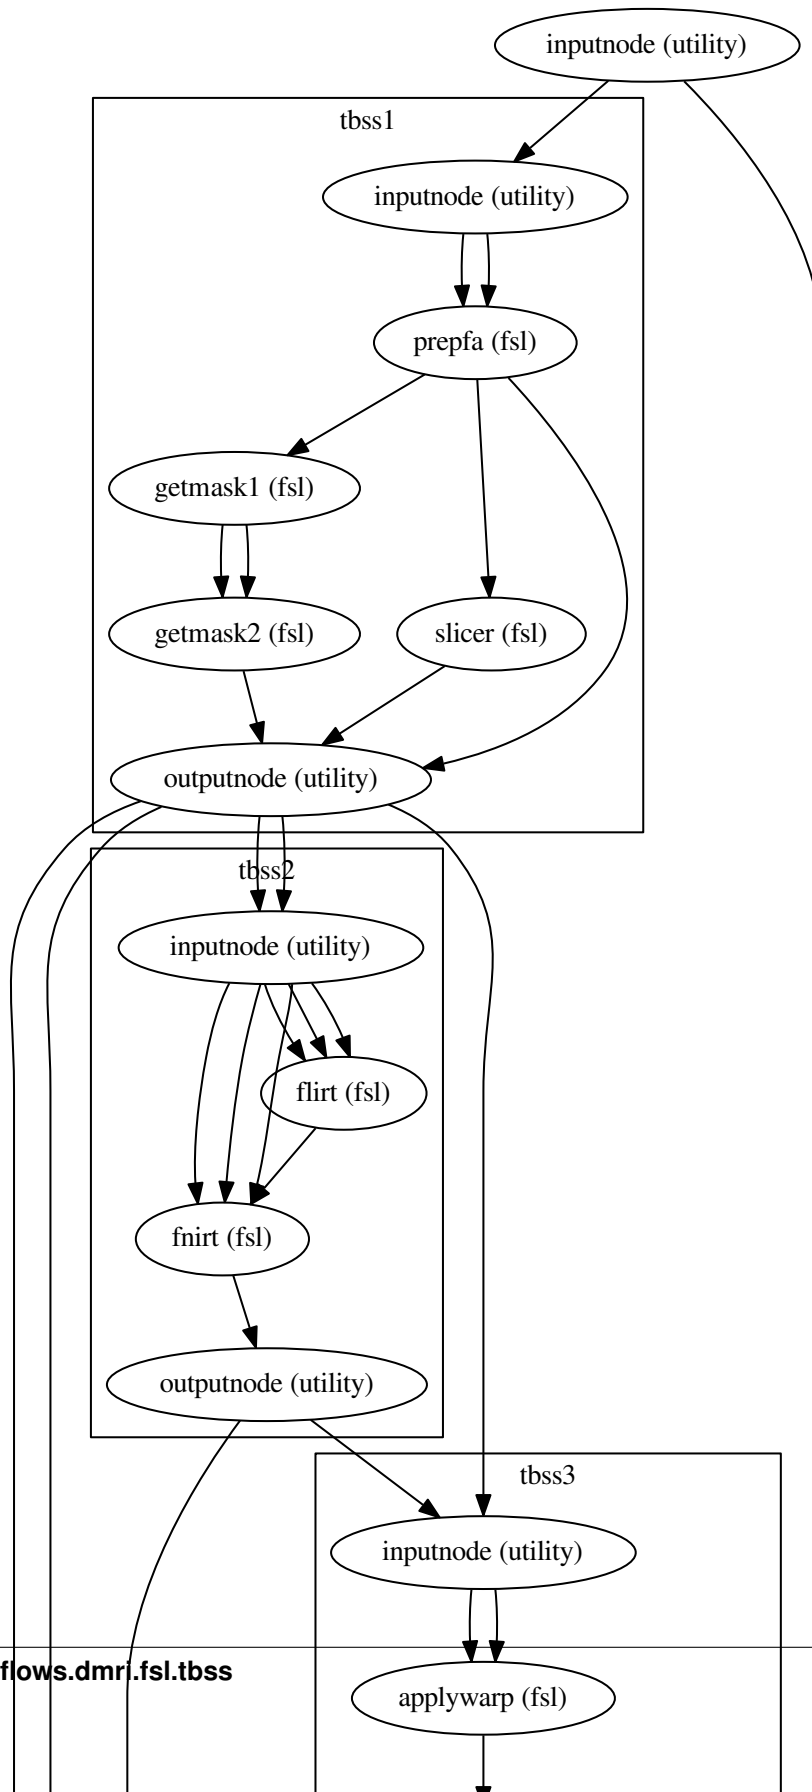 inputnode (utility)
tbss1
inputnode (utility)
prepfa (fsl)
getmask1 (fsl)
getmask2 (fsl)
slicer (fsl)
outputnode (utility)
tbss2
inputnode (utility)
flirt (fsl)
fnirt (fsl)
outputnode (utility)
tbss3
inputnode (utility)
flows.dmri.fsl.tbss
applywarp (fsl)